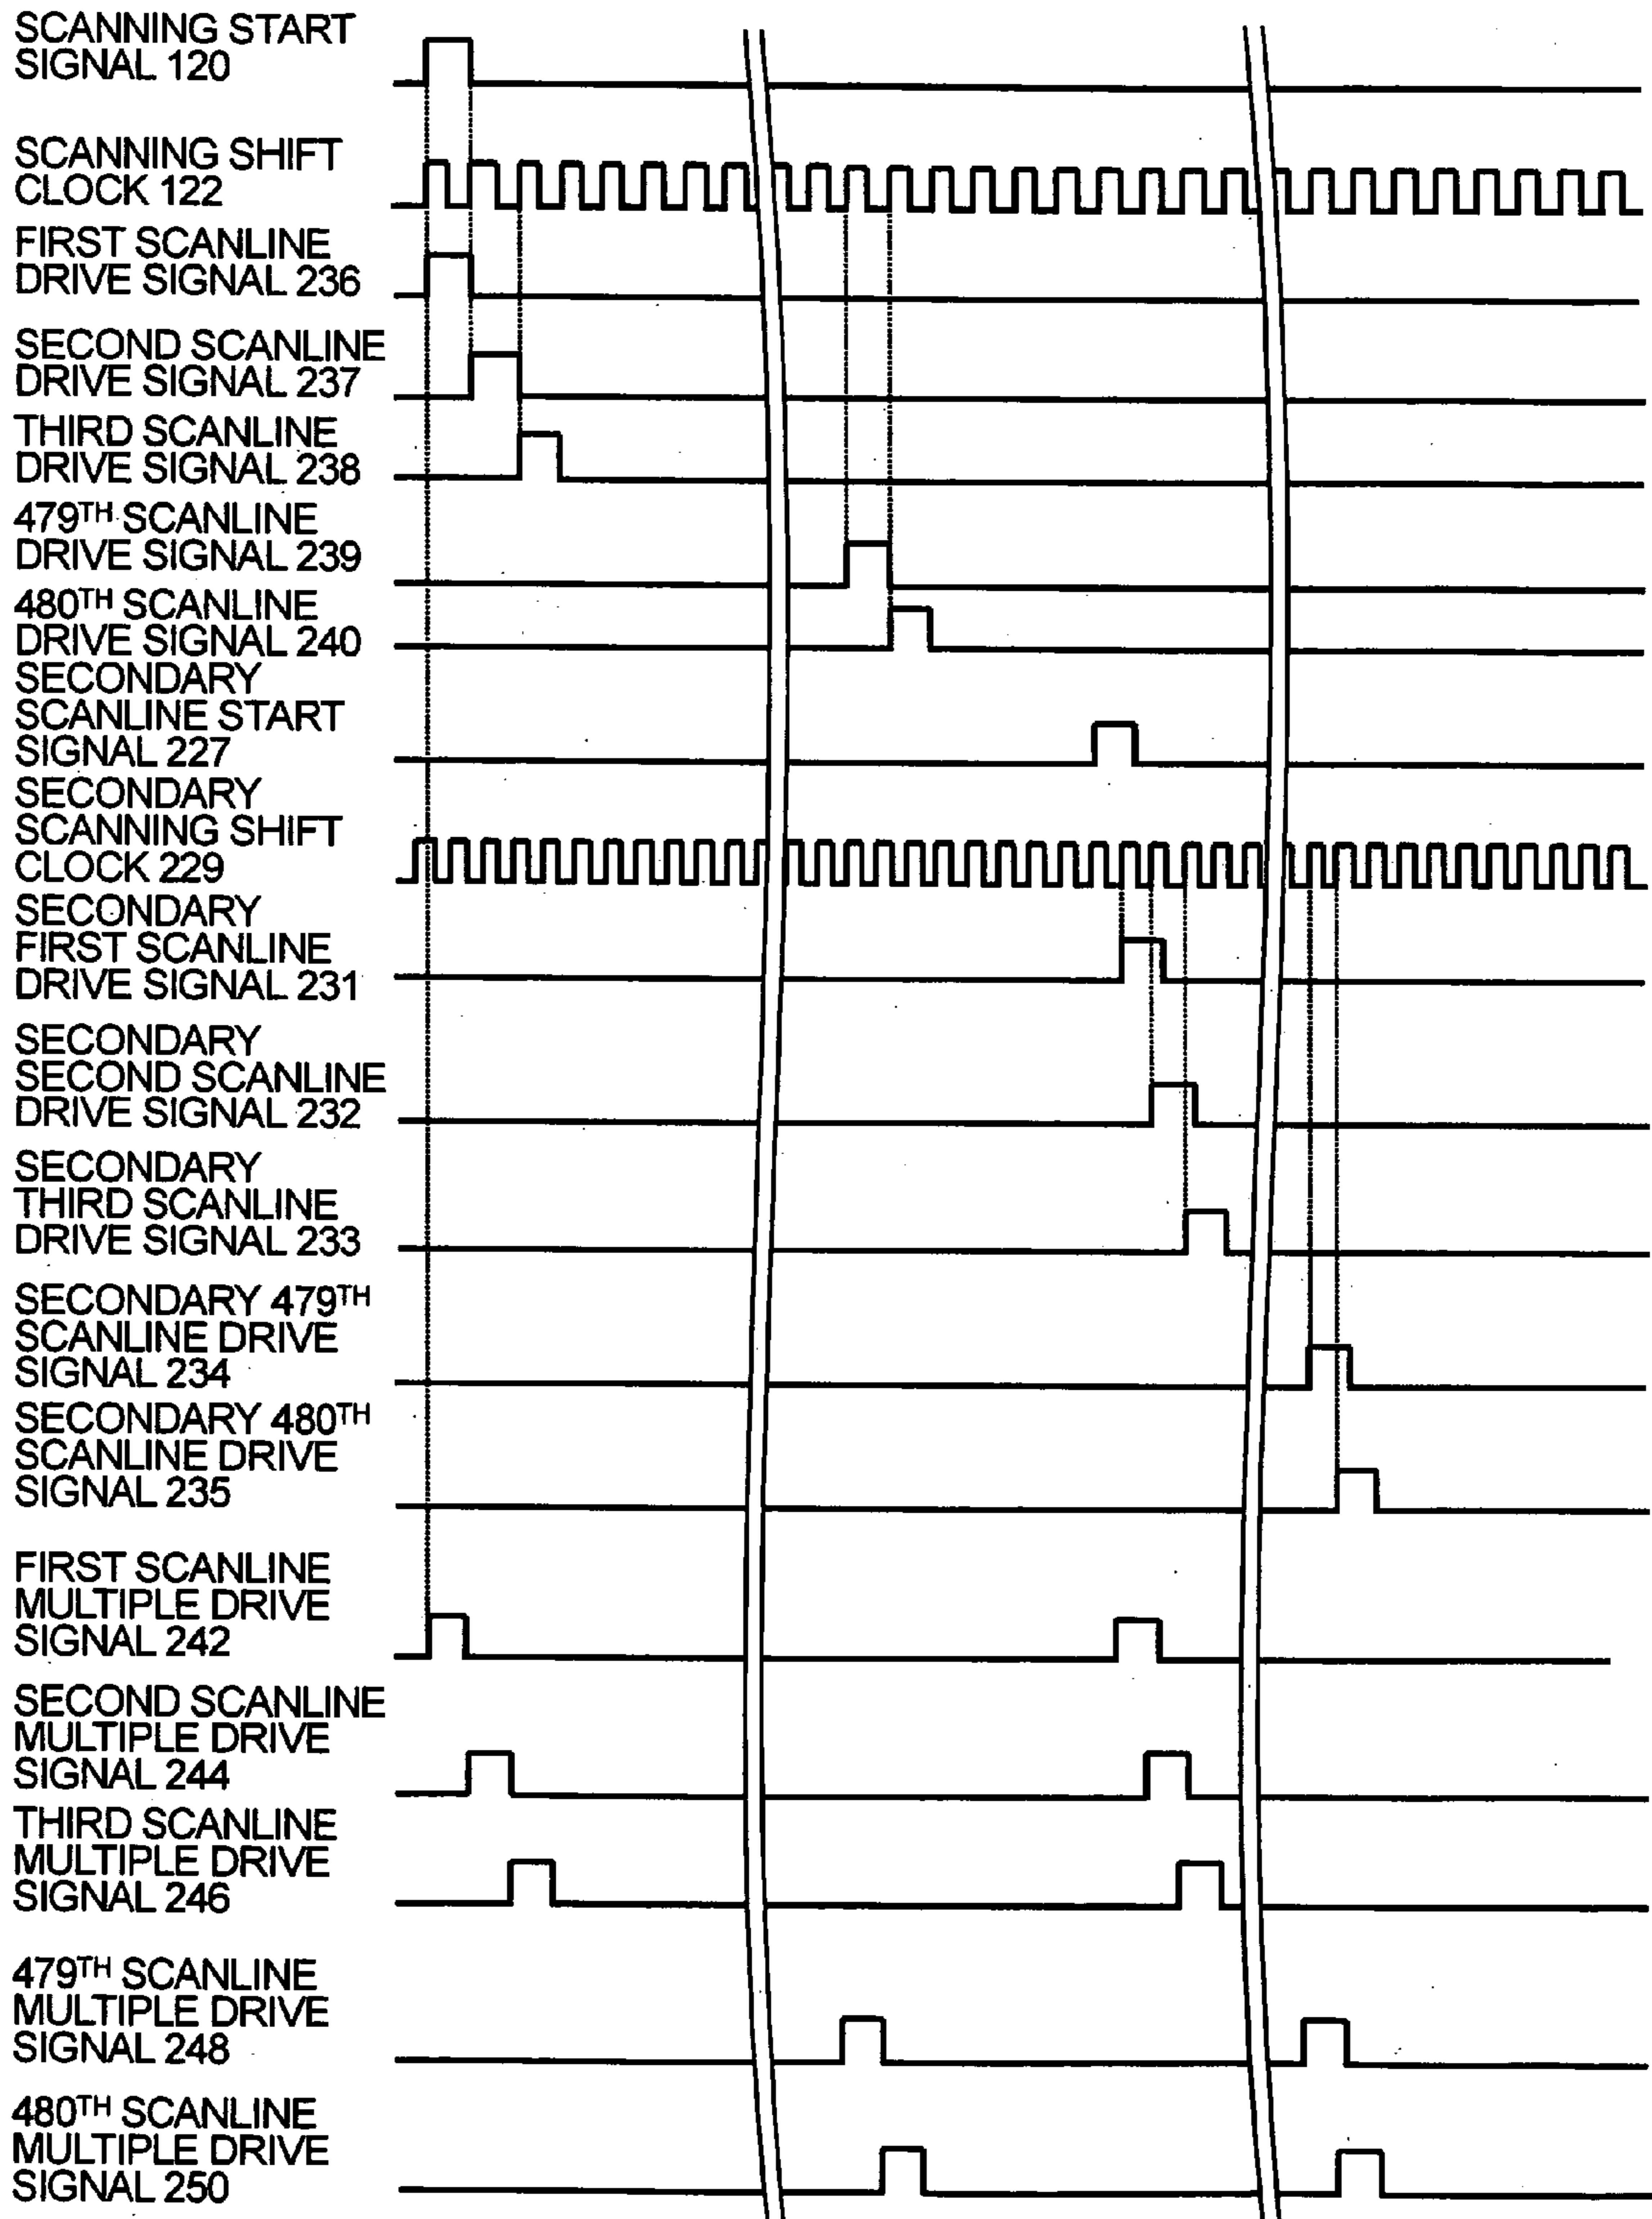 SCANNING START
SIGNAL 120
SCANNING SHIFT
CLOCK 122
FIRST SCANLINE
DRIVE SIGNAL 236
SECOND SCANLINE
DRIVE SIGNAL 237
THIRD SCANLINE
DRIVE SIGNAL 238
479TH SCANLINE
DRIVE SIGNAL 239
480TH SCANLINE
DRIVE SIGNAL 240
SECONDARY
SCANLINE START
SIGNAL 227
SECONDARY
SCANNING SHIFT
CLOCK 229
SECONDARY
FIRST SCANLINE
DRIVE SIGNAL 231
SECONDARY
SECOND SCANLINE
DRIVE SIGNAL 232
SECONDARY
THIRD SCANLINE
DRIVE SIGNAL 233
SECONDARY 479TH
SCANLINE DRIVE
SIGNAL 234
SECONDARY 480TH
SCANLINE DRIVE
SIGNAL 235
FIRST SCANLINE
MULTIPLE DRIVE
SIGNAL 242
SECOND SCANLINE
MULTIPLE DRIVE
SIGNAL 244
THIRD SCANLINE
MULTIPLE DRIVE
SIGNAL 246
479TH SCANLINE
MULTIPLE DRIVE
SIGNAL 248
480TH SCANLINE
MULTIPLE DRIVE
SIGNAL 250